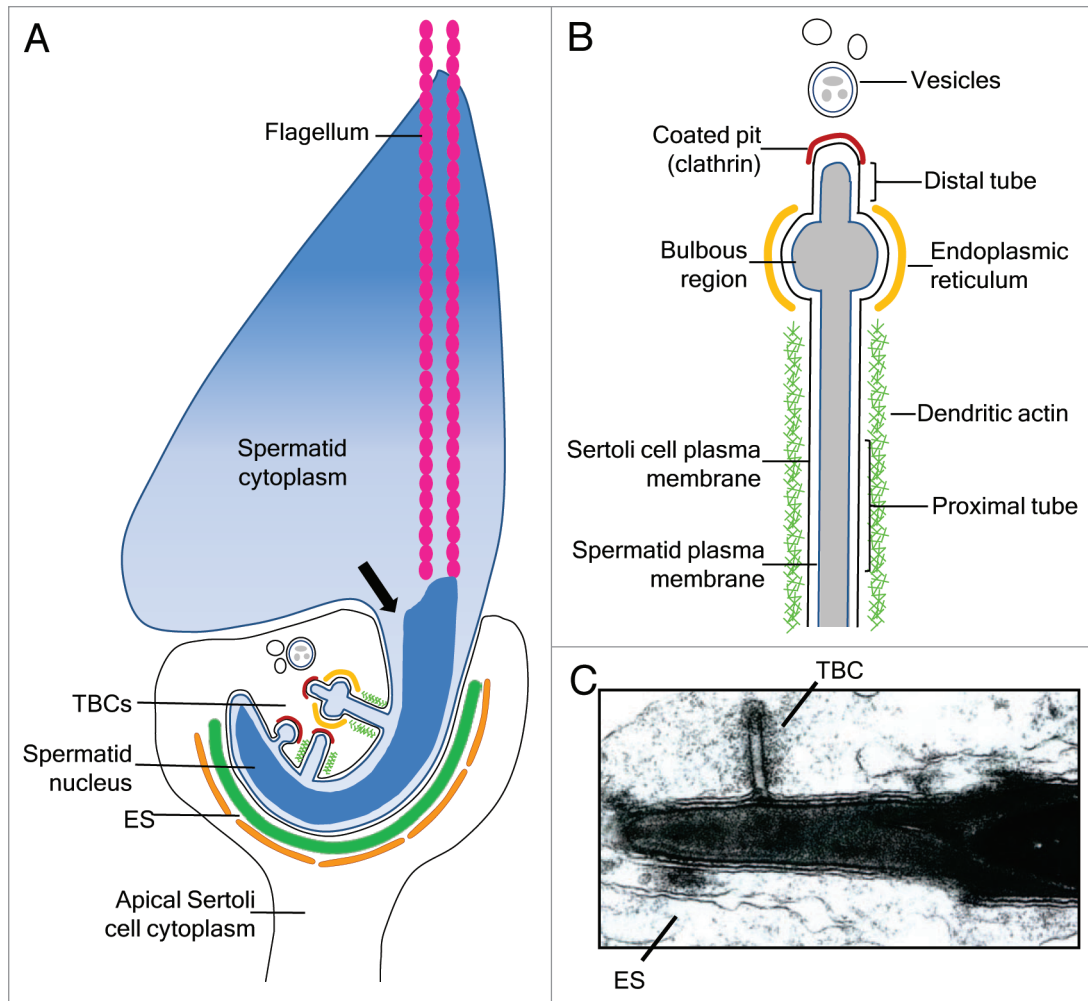 A
Flagellum
Spermatid
cytoplasm
TBCs
Spermatid
nucleus
ES
Apical Sertoli
cell cytoplasm
B
Vesicles
Coated pit
(clathrin)
Distal tube
Bulbous
region
Endoplasmic
reticulum
Dendritic actin
Sertoli cell plasma
membrane
Proximal tube
Spermatid plasma
membrane
C
TBC
ES